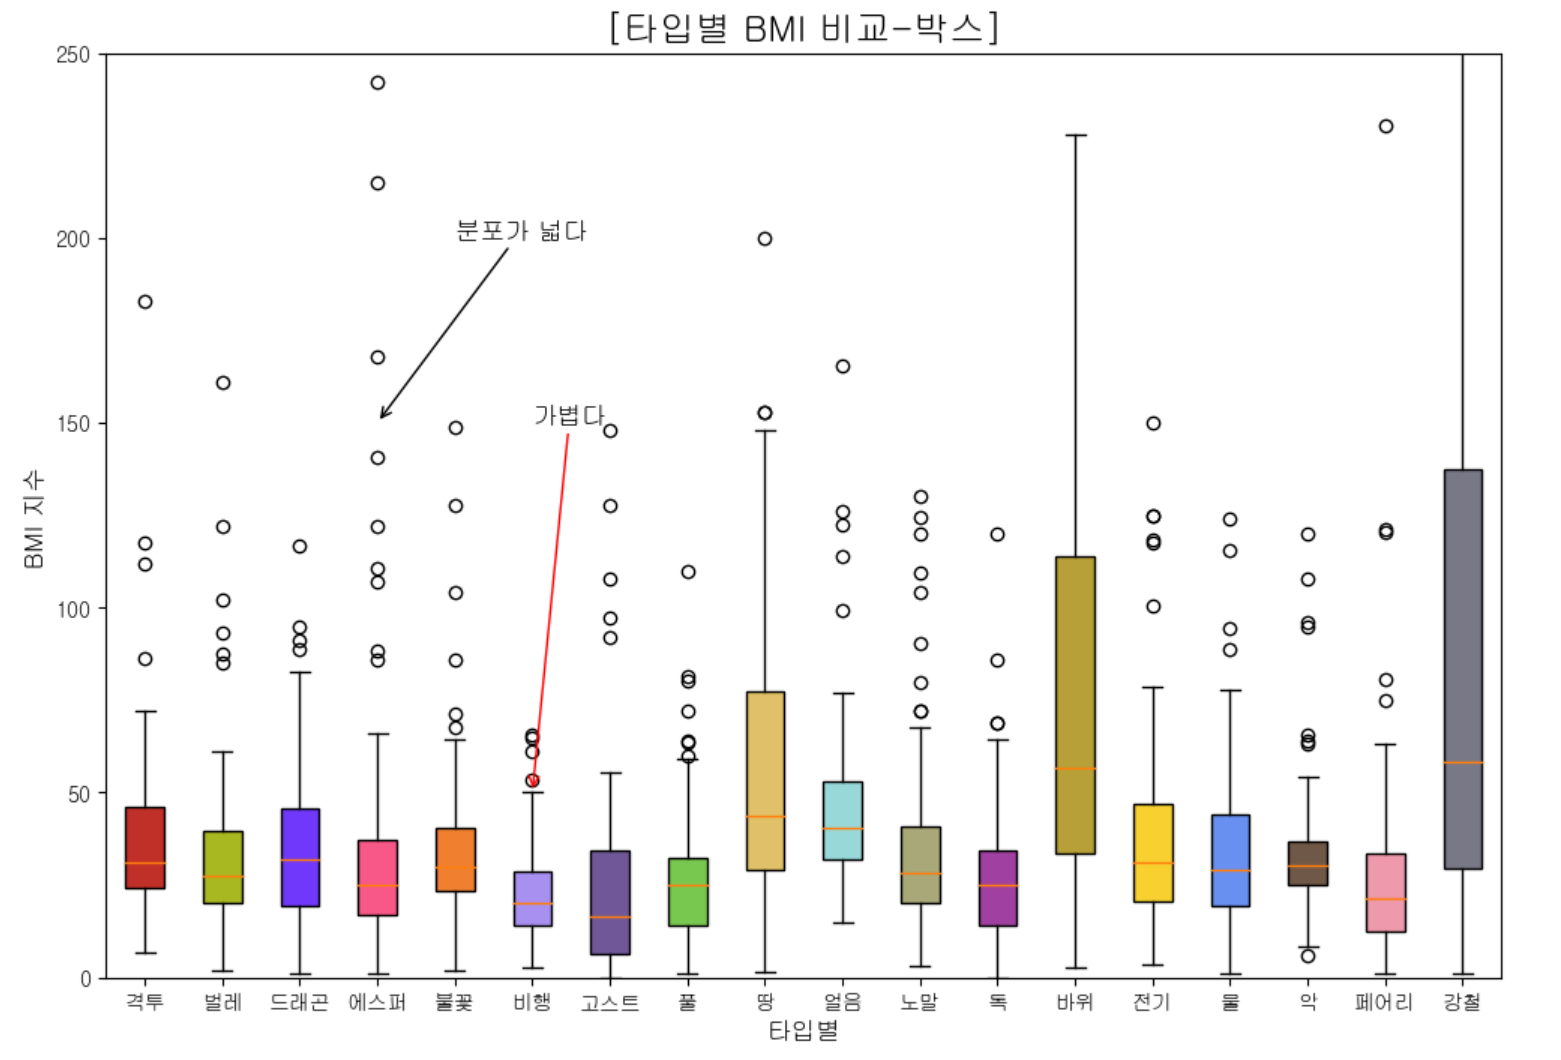 [타입별 BMI 비교-박스]
250
200
150
100
50
0
BMI 지수
분포가 넓다
가볍다
격투 벌레 드래곤 에스퍼 불꽃 비행 고스트 풀 땅 얼음 노말 독 바위 전기 물 악 페어리 강철
타입별